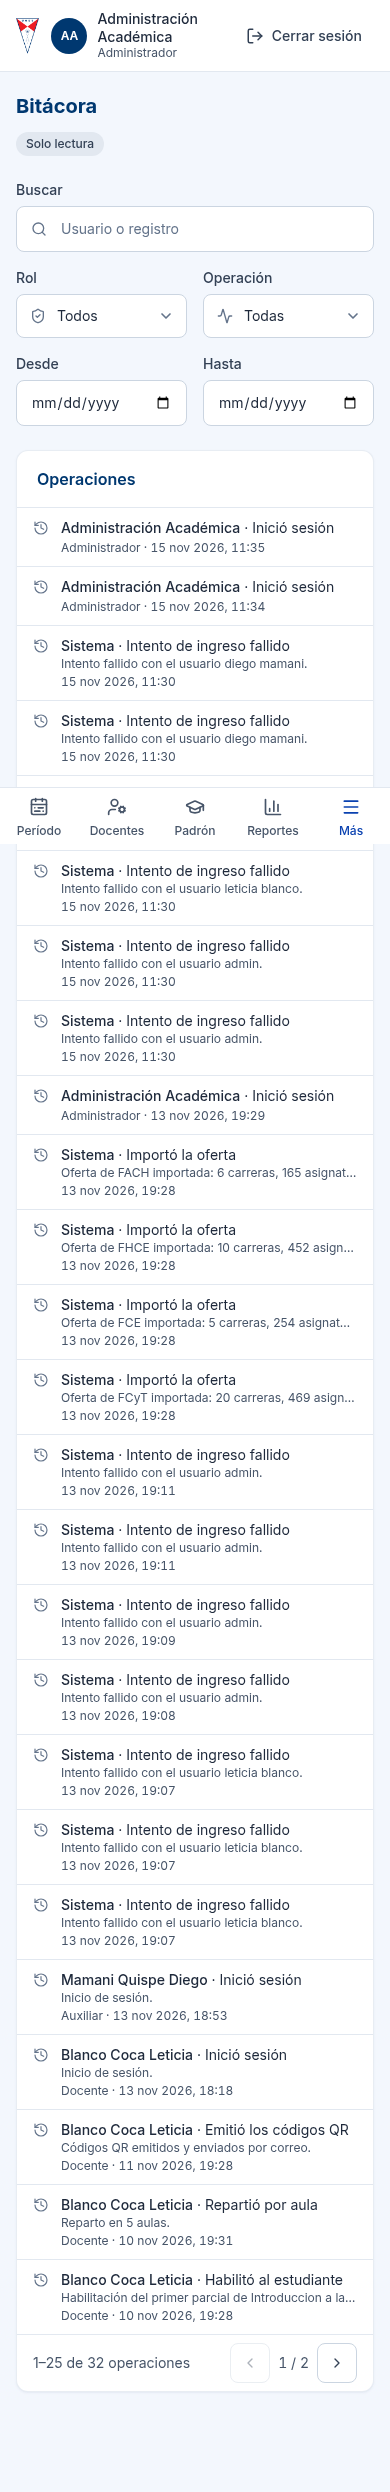 AA
Administración
Académica
Administrador
Cerrar sesión
Bitácora
Solo lectura
Buscar
Usuario o registro
Rol
Operación
Todos
Todas
Desde
Hasta
mm/dd/yyyy
mm/dd/yyyy
Operaciones
Administración Académica · Inició sesión
Administrador · 15 nov 2026, 11:35
Administración Académica · Inició sesión
Administrador · 15 nov 2026, 11:34
Sistema · Intento de ingreso fallido
Intento fallido con el usuario diego mamani.
15 nov 2026, 11:30
Sistema · Intento de ingreso fallido
Intento fallido con el usuario diego mamani.
15 nov 2026, 11:30
Período
Docentes
Padrón
Reportes
Más
Sistema · Intento de ingreso fallido
Intento fallido con el usuario leticia blanco.
15 nov 2026, 11:30
Sistema · Intento de ingreso fallido
Intento fallido con el usuario admin.
15 nov 2026, 11:30
Sistema · Intento de ingreso fallido
Intento fallido con el usuario admin.
15 nov 2026, 11:30
Administración Académica · Inició sesión
Administrador · 13 nov 2026, 19:29
Sistema · Importó la oferta
Oferta de FACH importada: 6 carreras, 165 asignat...
13 nov 2026, 19:28
Sistema · Importó la oferta
Oferta de FHCE importada: 10 carreras, 452 asign...
13 nov 2026, 19:28
Sistema · Importó la oferta
Oferta de FCE importada: 5 carreras, 254 asignat...
13 nov 2026, 19:28
Sistema · Importó la oferta
Oferta de FCyT importada: 20 carreras, 469 asign...
13 nov 2026, 19:28
Sistema · Intento de ingreso fallido
Intento fallido con el usuario admin.
13 nov 2026, 19:11
Sistema · Intento de ingreso fallido
Intento fallido con el usuario admin.
13 nov 2026, 19:11
Sistema · Intento de ingreso fallido
Intento fallido con el usuario admin.
13 nov 2026, 19:09
Sistema · Intento de ingreso fallido
Intento fallido con el usuario admin.
13 nov 2026, 19:08
Sistema · Intento de ingreso fallido
Intento fallido con el usuario leticia blanco.
13 nov 2026, 19:07
Sistema · Intento de ingreso fallido
Intento fallido con el usuario leticia blanco.
13 nov 2026, 19:07
Sistema · Intento de ingreso fallido
Intento fallido con el usuario leticia blanco.
13 nov 2026, 19:07
Mamani Quispe Diego · Inició sesión
Inicio de sesión.
Auxiliar · 13 nov 2026, 18:53
Blanco Coca Leticia · Inició sesión
Inicio de sesión.
Docente · 13 nov 2026, 18:18
Blanco Coca Leticia · Emitió los códigos QR
Códigos QR emitidos y enviados por correo.
Docente · 11 nov 2026, 19:28
Blanco Coca Leticia · Repartió por aula
Reparto en 5 aulas.
Docente · 10 nov 2026, 19:31
Blanco Coca Leticia · Habilitó al estudiante
Habilitación del primer parcial de Introduccion a la...
Docente · 10 nov 2026, 19:28
1–25 de 32 operaciones
1 / 2